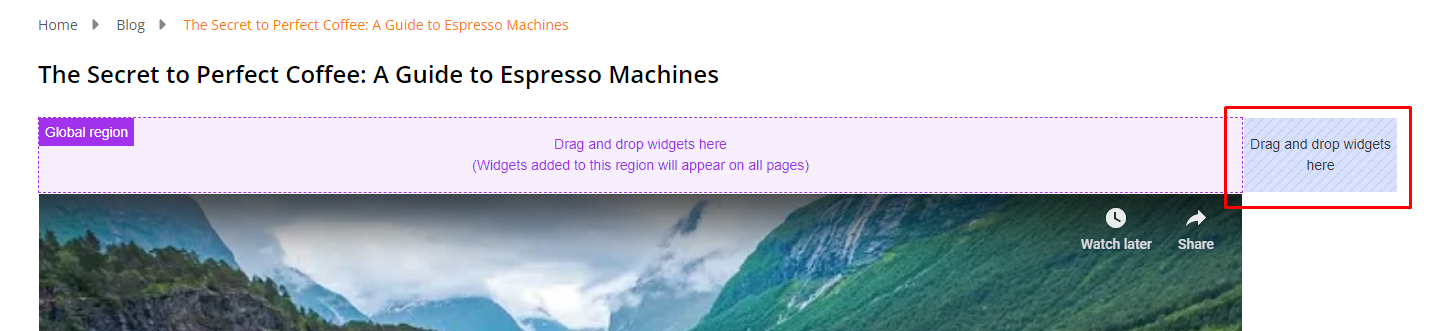 Home Blog The Secret to Perfect Coffee: A Guide to Espresso Machines
The Secret to Perfect Coffee: A Guide to Espresso Machines
Global region
Drag and drop widgets here
(Widgets added to this region will appear on all pages)
Drag and drop widgets
here
Watch later Share